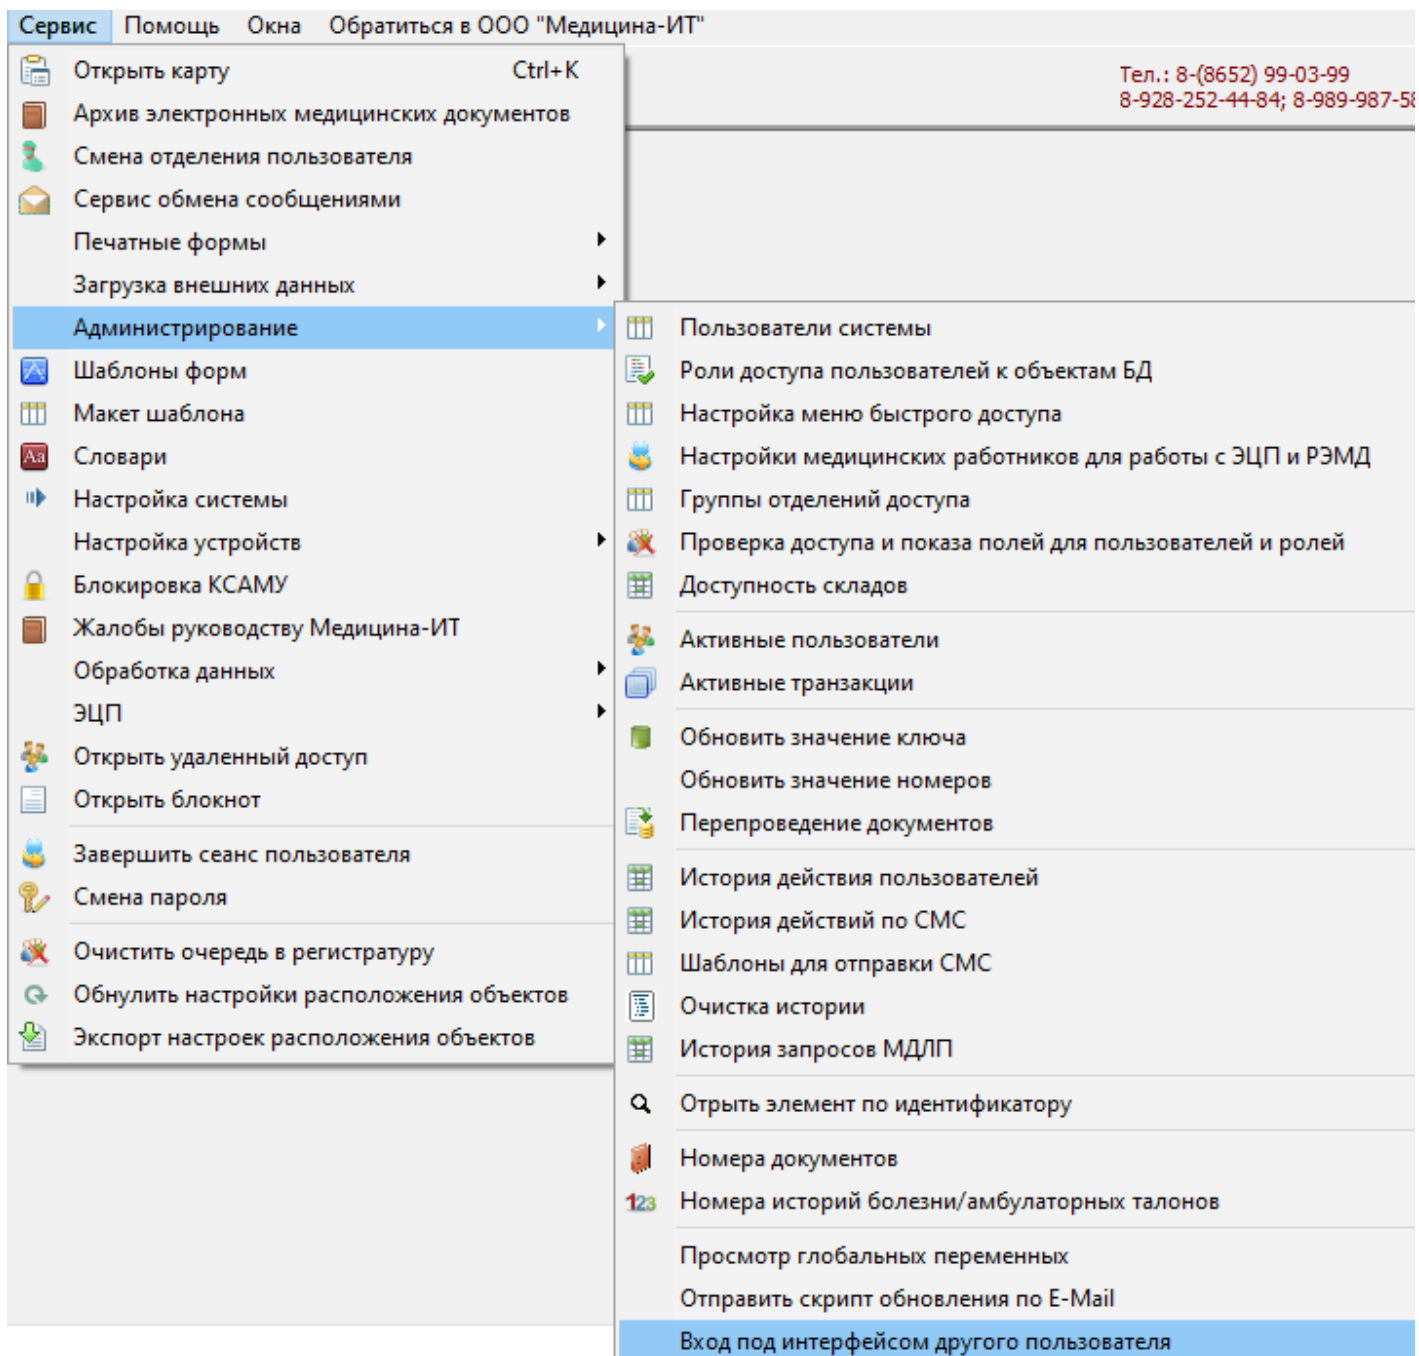 Сервис Помощь Окна Обратиться в ООО "Медицина-ИТ"
Тел.: 8-(8652) 99-03-99
8-928-252-44-84; 8-989-987-58
Открыть карту Ctrl+K
Архив электронных медицинских документов
Смена отделения пользователя
Сервис обмена сообщениями
Печатные формы
Загрузка внешних данных
Администрирование
Шаблоны форм
Макет шаблона
Словари
Настройка системы
Настройка устройств
Блокировка КСАМУ
Жалобы руководству Медицина-ИТ
Обработка данных
ЭЦП
Открыть удаленный доступ
Открыть блокнот
Завершить сеанс пользователя
Смена пароля
Очистить очередь в регистратуру
Обнулить настройки расположения объектов
Экспорт настроек расположения объектов
Пользователи системы
Роли доступа пользователей к объектам БД
Настройка меню быстрого доступа
Настройки медицинских работников для работы с ЭЦП и РЭМД
Группы отделений доступа
Проверка доступа и показа полей для пользователей и ролей
Доступность складов
Активные пользователи
Активные транзакции
Обновить значение ключа
Обновить значение номеров
Перепроведение документов
История действия пользователей
История действий по СМС
Шаблоны для отправки СМС
Очистка истории
История запросов МДЛП
Отрыть элемент по идентификатору
Номера документов
Номера историй болезни/амбулаторных талонов
Просмотр глобальных переменных
Отправить скрипт обновления по E-Mail
Вход под интерфейсом другого пользователя